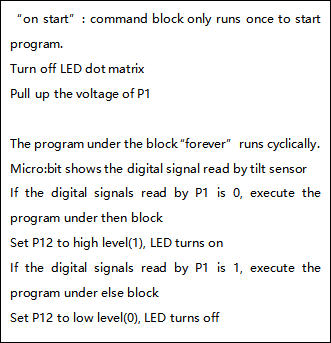 “on start”: command block only runs once to start
program.
Turn off LED dot matrix
Pull up the voltage of P1
The program under the block “forever” runs cyclically.
Micro:bit shows the digital signal read by tilt sensor
If the digital signals read by P1 is 0, execute the
program under then block
Set P12 to high level(1), LED turns on
If the digital signals read by P1 is 1, execute the
program under else block
Set P12 to low level(0), LED turns off